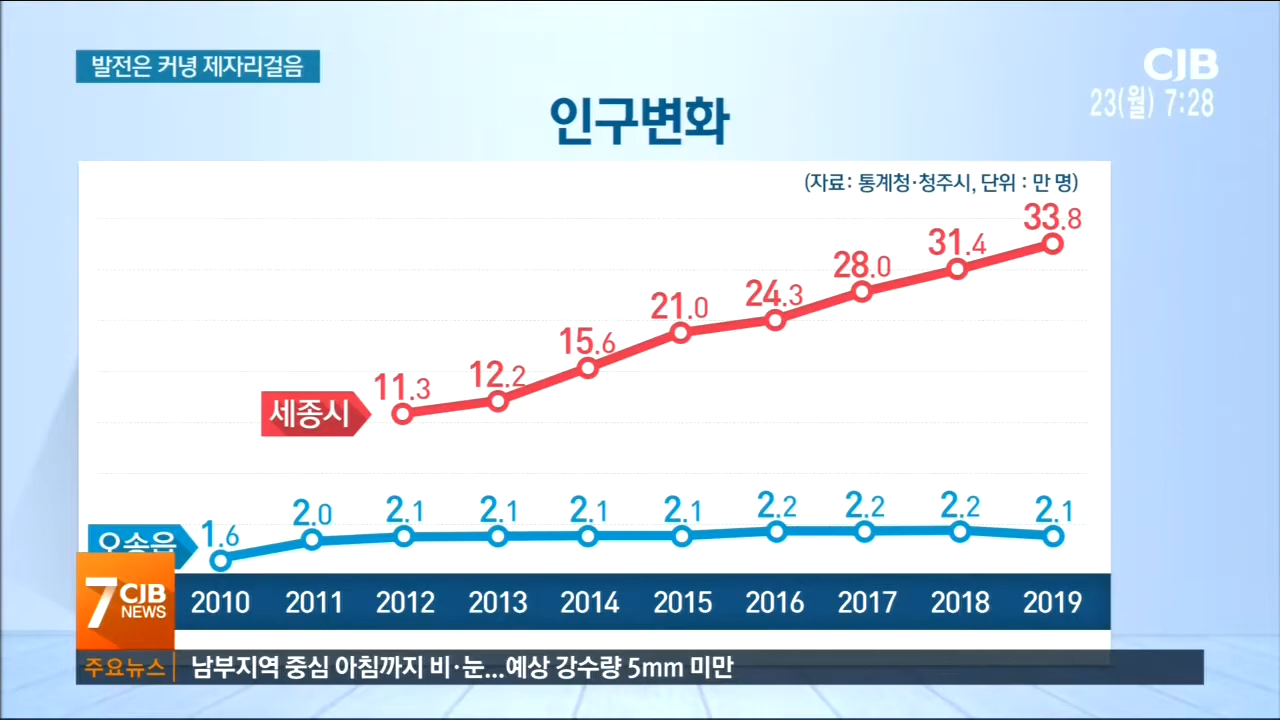 발전은 커녕 제자리걸음
CJB
23(월) 7:28
인구변화
(자료 : 통계청·청주시, 단위 : 만 명)
33.8
31.4
28.0
24.3
21.0
15.6
12.2
11.3
세종시
1.6 2.0 2.1 2.1 2.1 2.1 2.2 2.2 2.2 2.1
오송읍
2010 2011 2012 2013 2014 2015 2016 2017 2018 2019
7 CJB NEWS
주요뉴스 남부지역 중심 아침까지 비·눈...예상 강수량 5mm 미만